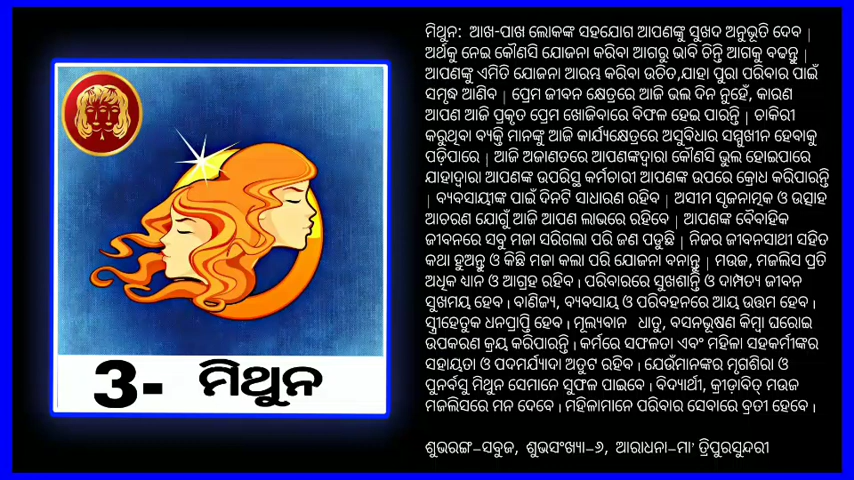 ମିଥୁନ: ଆଖ-ପାଖ ଲୋକଙ୍କ ସହଯୋଗ ଆପଣଙ୍କୁ ସୁଖଦ ଅନୁଭୂତି ଦେବ |
ଅର୍ଥକୁ ନେଇ କୌଣସି ଯୋଜନା କରିବା ଆଗରୁ ଭାବି ଚିନ୍ତି ଆଗକୁ ବଢନ୍ତୁ |
ଆପଣଙ୍କୁ ଏମିତି ଯୋଜନା ଆରମ୍ଭ କରିବା ଉଚିତ,ଯାହା ପୁରା ପରିବାର ପାଇଁ
ସମୃଦ୍ଧି ଆଣିବ | ପ୍ରେମ ଜୀବନ କ୍ଷେତ୍ରରେ ଆଜି ଭଲ ଦିନ ନୁହେଁ, କାରଣ
ଆପଣ ଆଜି ପ୍ରକୃତ ପ୍ରେମ ଖୋଜିବାରେ ବିଫଳ ହେଇ ପାରନ୍ତି | ଚାକିରୀ
କରୁଥିବା ବ୍ୟକ୍ତି ମାନଙ୍କୁ ଆଜି କାର୍ଯ୍ୟକ୍ଷେତ୍ରରେ ଅସୁବିଧାର ସମ୍ମୁଖୀନ ହେବାକୁ
ପଡ଼ିପାରେ | ଆଜି ଅଜାଣତରେ ଆପଣଙ୍କଦ୍ୱାରା କୌଣସି ଭୁଲ ହୋଇପାରେ
ଯାହାଦ୍ୱାରା ଆପଣଙ୍କ ଉପରିସ୍ଥ କର୍ମଚାରୀ ଆପଣଙ୍କ ଉପରେ କ୍ରୋଧ କରିପାରନ୍ତି
| ବ୍ୟବସାୟୀଙ୍କ ପାଇଁ ଦିନଟି ସାଧାରଣ ରହିବ | ଅସୀମ ସୃଜନାତ୍ମକ ଓ ଉତ୍ସାହ
ଆଚରଣ ଯୋଗୁଁ ଆଜି ଆପଣ ଲାଭରେ ରହିବେ | ଆପଣଙ୍କ ବୈବାହିକ
ଜୀବନରେ ସବୁ ମଜା ସରିଗଲା ପରି ଜଣ ପଡୁଛି | ନିଜର ଜୀବନସାଥୀ ସହିତ
କଥା ହୁଅନ୍ତୁ ଓ କିଛି ମଜା କଲା ପରି ଯୋଜନା ବନାନ୍ତୁ | ମଉଜ, ମଜଲିସ ପ୍ରତି
ଅଧିକ ଧ୍ୟାନ ଓ ଆଗ୍ରହ ରହିବ । ପରିବାରରେ ସୁଖଶାନ୍ତି ଓ ଦାମ୍ପତ୍ୟ ଜୀବନ
ସୁଖମୟ ହେବ । ବାଣିଜ୍ୟ, ବ୍ୟବସାୟ ଓ ପରିବହନରେ ଆୟ ଉତ୍ତମ ହେବ ।
ସ୍ତ୍ରୀହେତୁକ ଧନପ୍ରାପ୍ତି ହେବ । ମୂଲ୍ୟବାନ ଧାତୁ, ବସନଭୂଷଣ କିମ୍ବା ଘରୋଇ
ଉପକରଣ କ୍ରୟ କରିପାରନ୍ତି । କର୍ମରେ ସଫଳତା ଏବଂ ମହିଳା ସହକର୍ମୀଙ୍କର
ସହାୟତା ଓ ପଦମର୍ଯ୍ୟାଦା ଅତୁଟ ରହିବ । ଯେଉଁମାନଙ୍କର ମୃଗଶିରା ଓ
ପୁନର୍ବସୁ ମିଥୁନ ସେମାନେ ସୁଫଳ ପାଇବେ । ବିଦ୍ୟାର୍ଥୀ, କ୍ରୀଡ଼ାବିତ୍ ମଉଜ
ମଜଲିସରେ ମନ ଦେବେ । ମହିଳାମାନେ ପରିବାର ସେବାରେ ବ୍ରତୀ ହେବେ ।
ଶୁଭରଙ୍ଗ–ସବୁଜ, ଶୁଭସଂଖ୍ୟା–୬, ଆରାଧନା–ମା’ ତ୍ରିପୁରସୁନ୍ଦରୀ
3- ମିଥୁନ